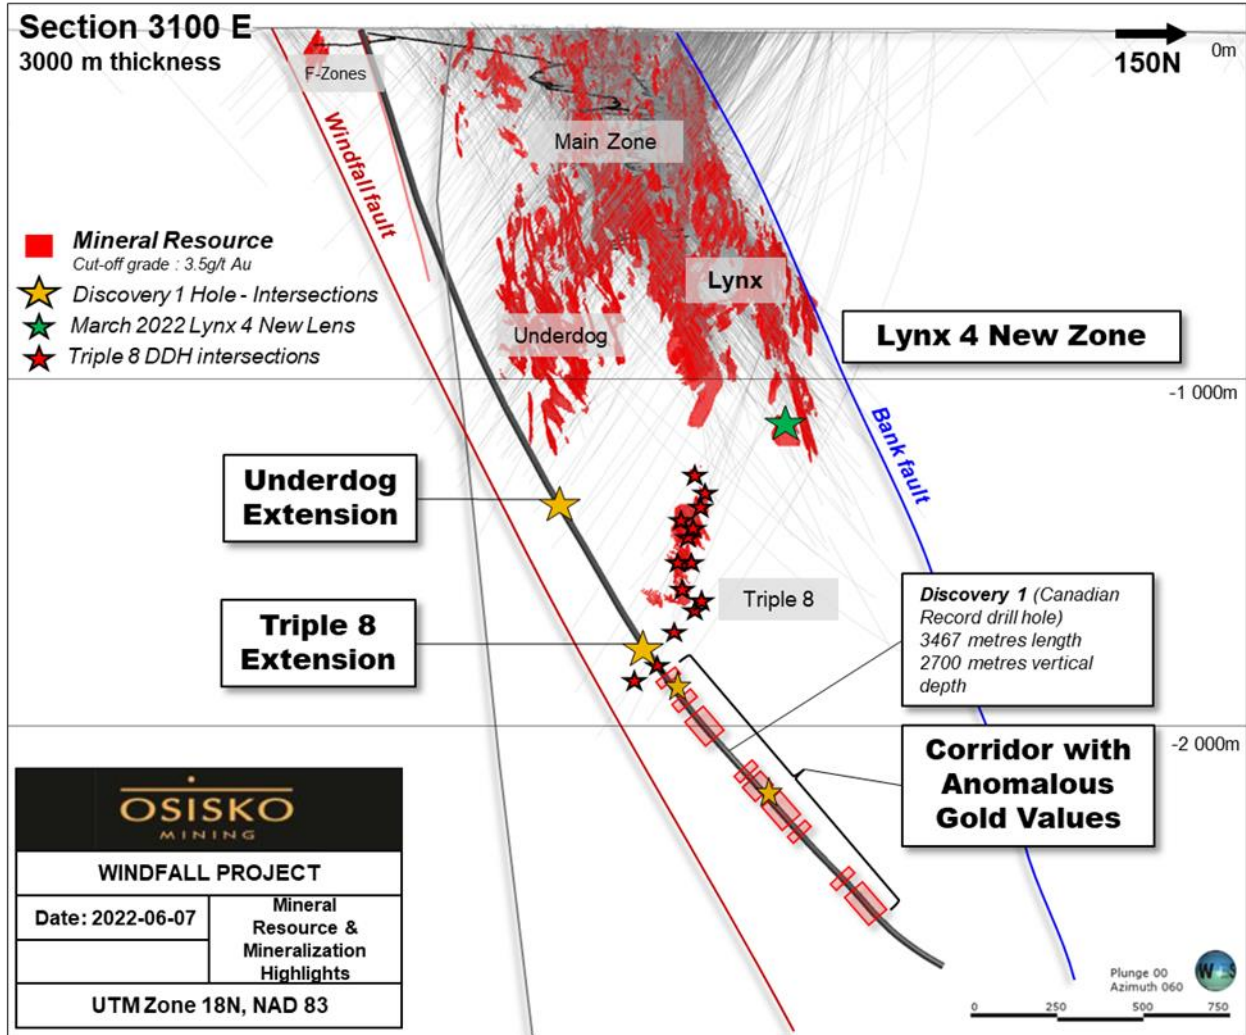 Section 3100 E
3000 m thickness
150N
0m
F-Zones
Main Zone
Windfall fault
Mineral Resource
Cut-off grade : 3.5g/t Au
Discovery 1 Hole - Intersections
March 2022 Lynx 4 New Lens
Triple 8 DDH intersections
Lynx
Underdog
Lynx 4 New Zone
-1 000m
Bank fault
Underdog
Extension
Triple 8
Extension
Triple 8
Discovery 1 (Canadian
Record drill hole)
3467 metres length
2700 metres vertical
depth
-2 000m
Corridor with
Anomalous
Gold Values
OSISKO
MINING
WINDFALL PROJECT
Date: 2022-06-07
Mineral
Resource &
Mineralization
Highlights
UTM Zone 18N, NAD 83
Plunge 00
Azimuth 060
0 250 500 750